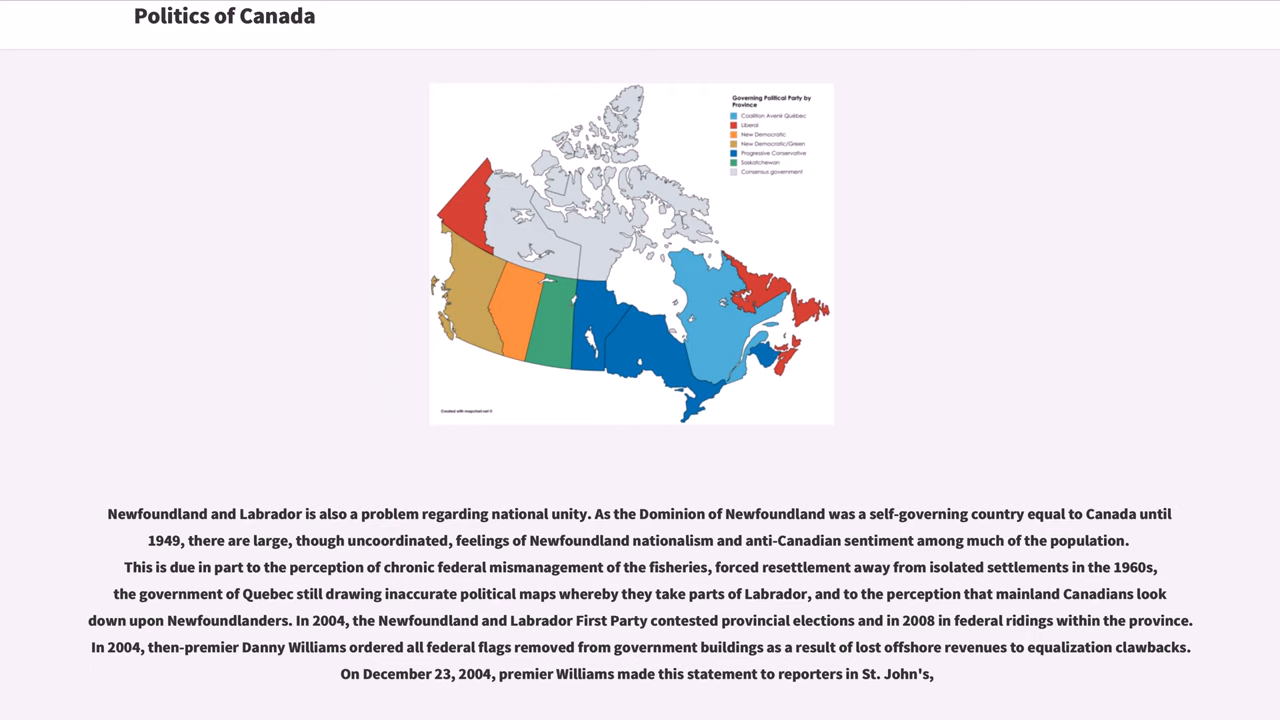 Politics of Canada
Governing Political Party by
Province
Coalition Avenir Québec
Liberal
New Democratic
New Democratic/Green
Progressive Conservative
Saskatchewan
Consensus government
Created with mapchart.net ©
Newfoundland and Labrador is also a problem regarding national unity. As the Dominion of Newfoundland was a self-governing country equal to Canada until
1949, there are large, though uncoordinated, feelings of Newfoundland nationalism and anti-Canadian sentiment among much of the population.
This is due in part to the perception of chronic federal mismanagement of the fisheries, forced resettlement away from isolated settlements in the 1960s,
the government of Quebec still drawing inaccurate political maps whereby they take parts of Labrador, and to the perception that mainland Canadians look
down upon Newfoundlanders. In 2004, the Newfoundland and Labrador First Party contested provincial elections and in 2008 in federal ridings within the province.
In 2004, then-premier Danny Williams ordered all federal flags removed from government buildings as a result of lost offshore revenues to equalization clawbacks.
On December 23, 2004, premier Williams made this statement to reporters in St. John's,